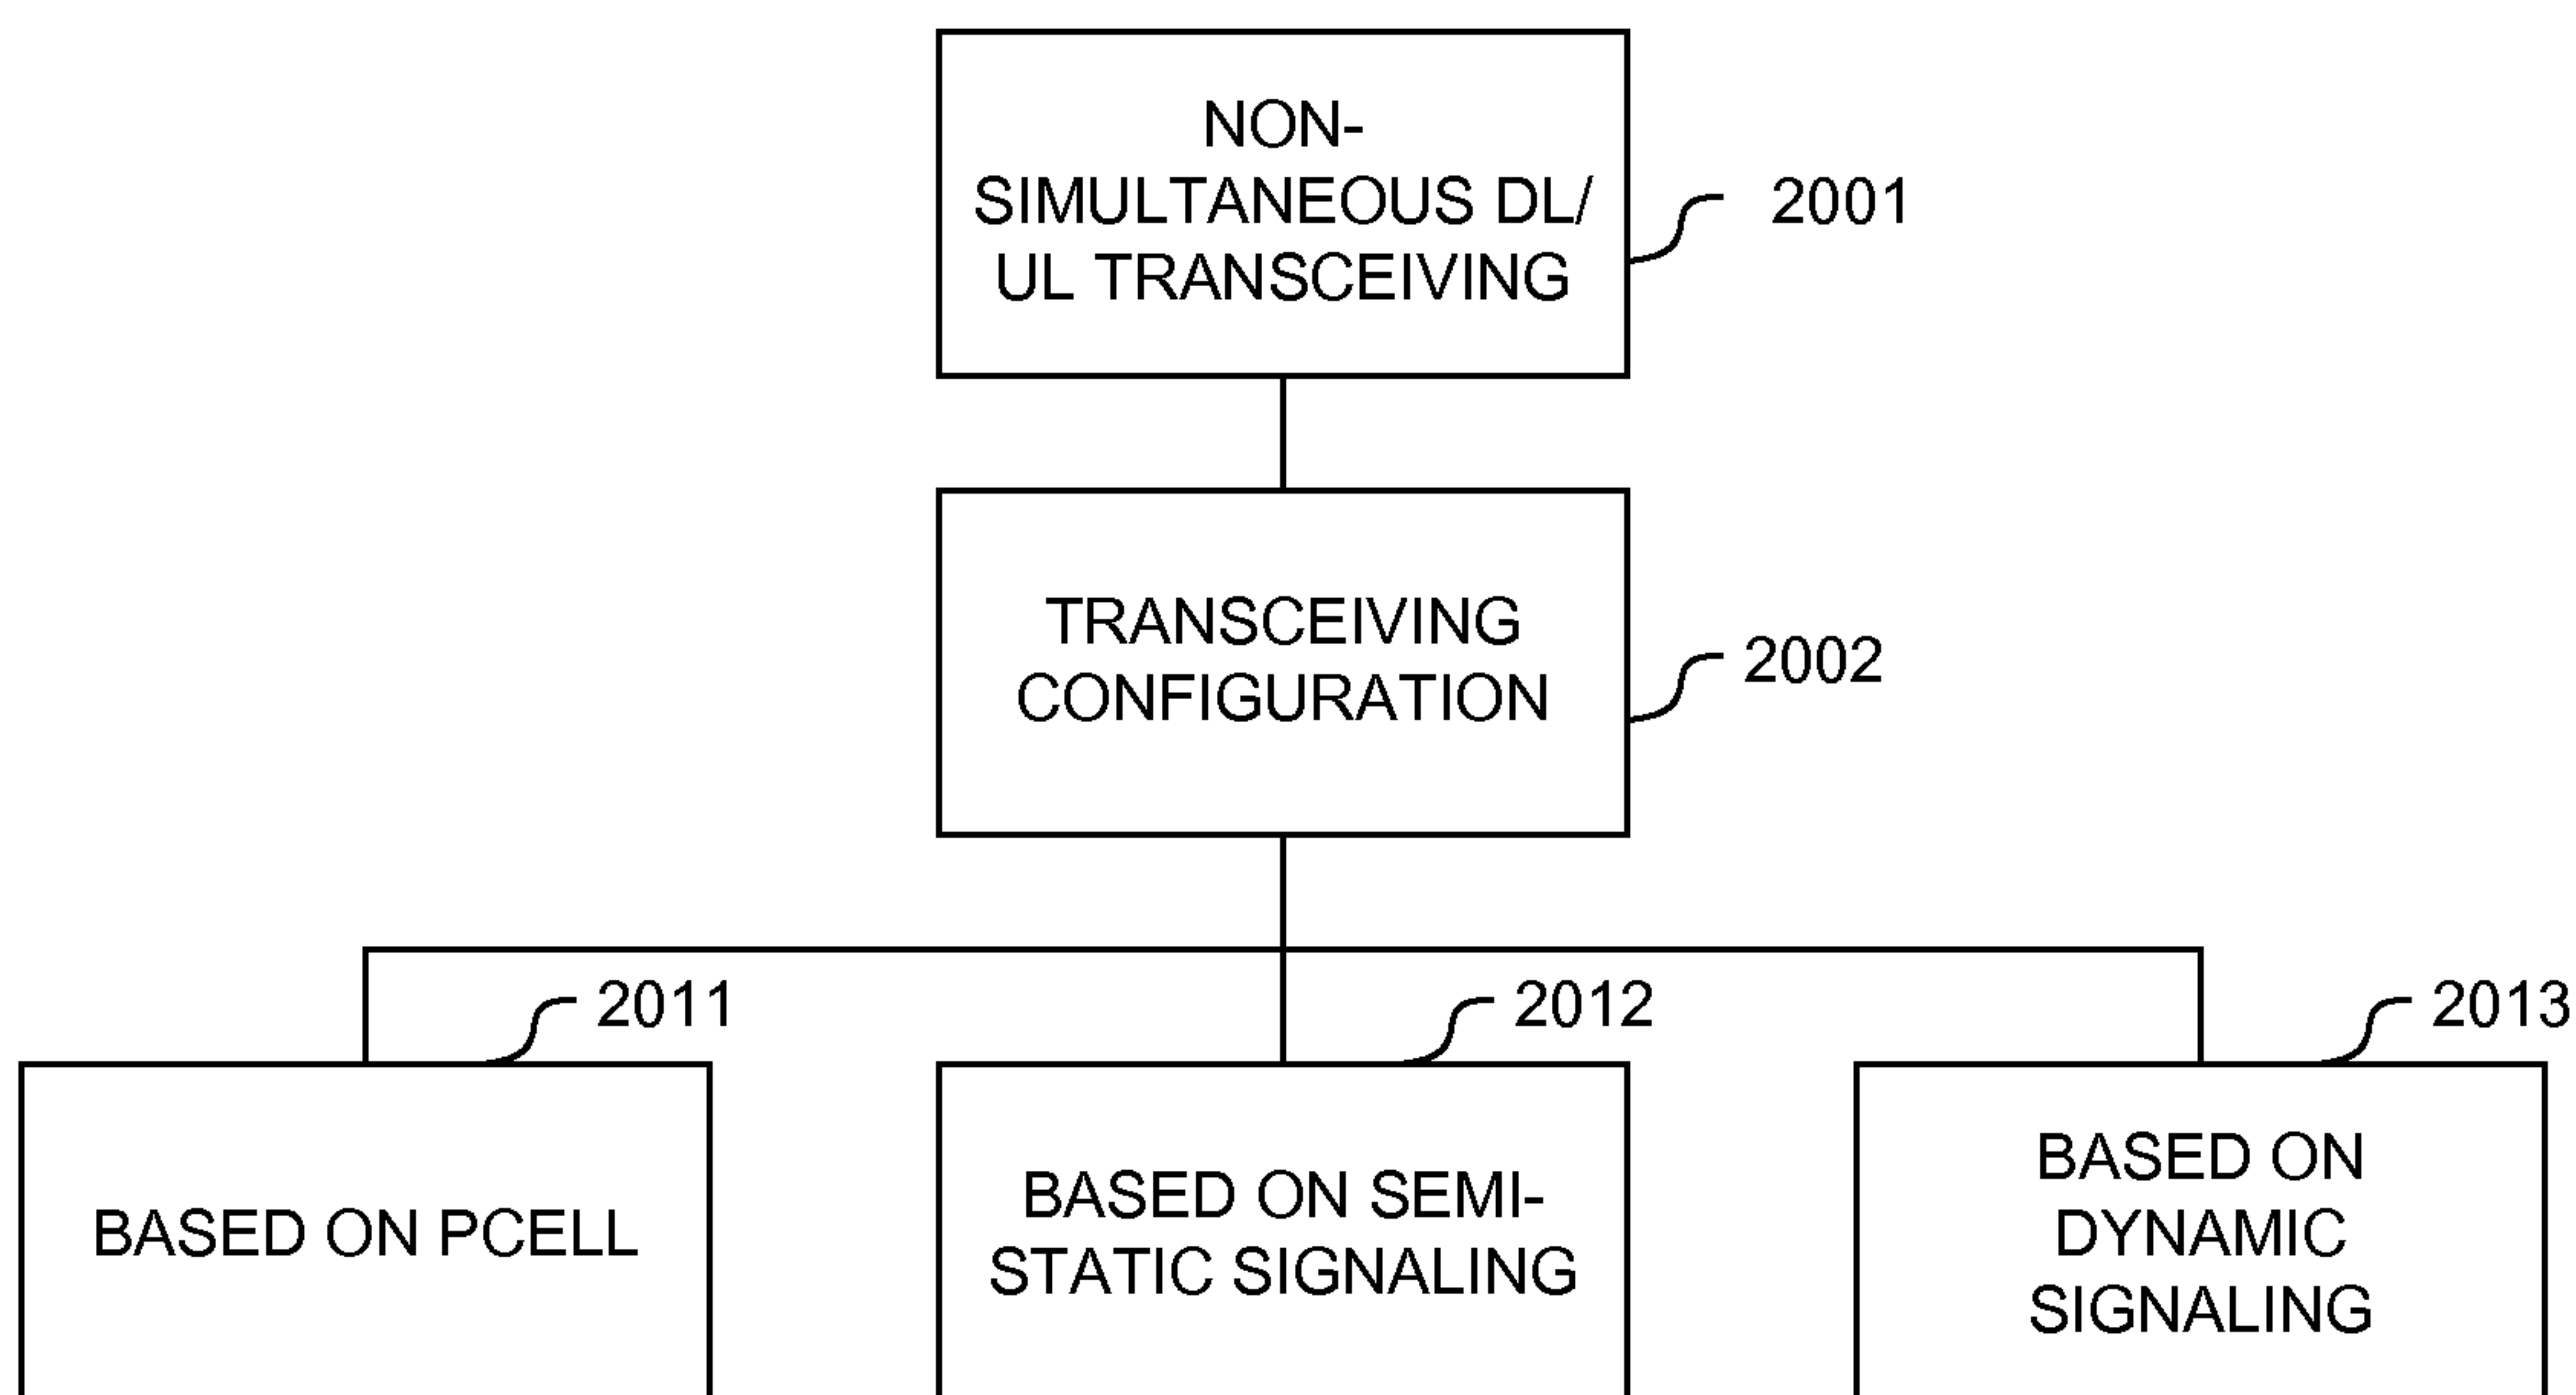 NON-
SIMULTANEOUS DL/
UL TRANSCEIVING
2001
TRANSCEIVING
CONFIGURATION
2002
2011
2012
2013
BASED ON PCELL
BASED ON SEMI-
STATIC SIGNALING
BASED ON
DYNAMIC
SIGNALING